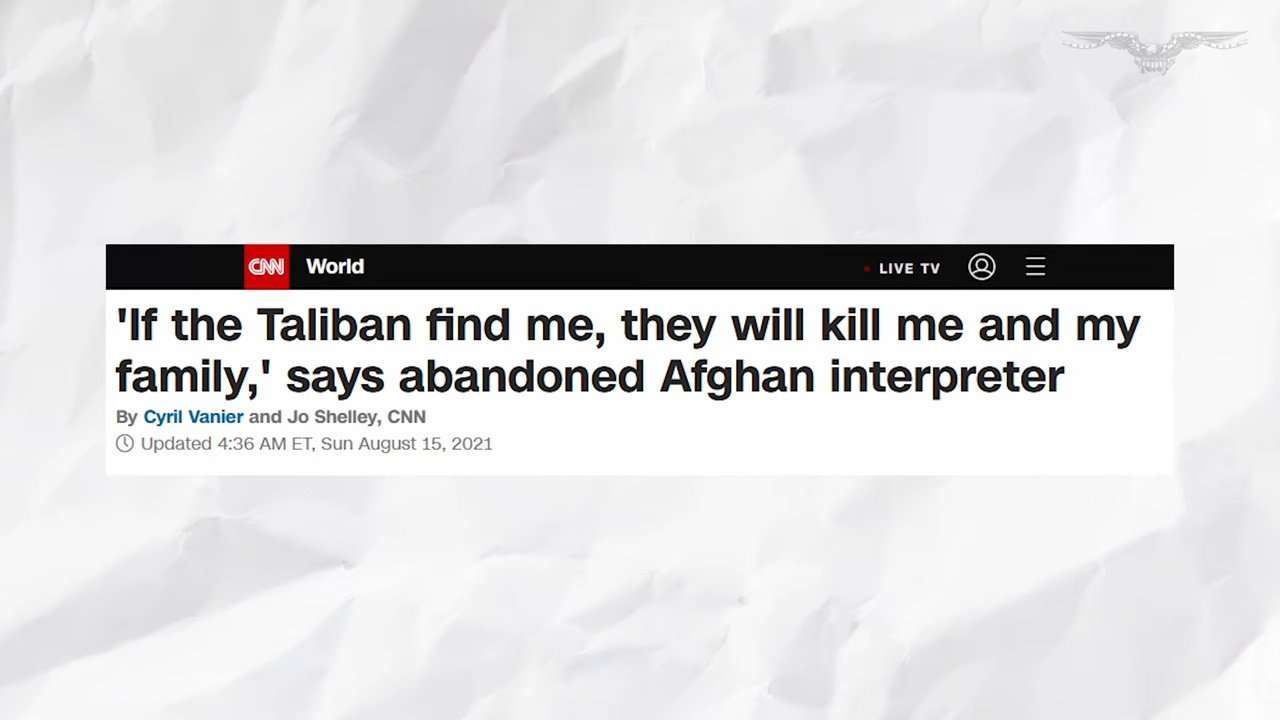 CNN World LIVE TV
'If the Taliban find me, they will kill me and my
family,' says abandoned Afghan interpreter
By Cyril Vanier and Jo Shelley, CNN
Updated 4:36 AM ET, Sun August 15, 2021